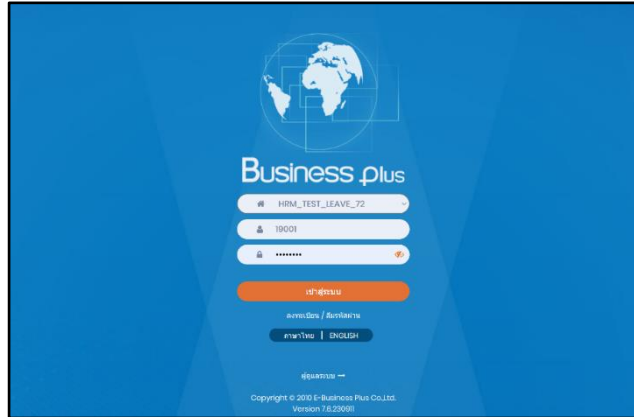 Business Plus
HRM_TEST_LEAVE_72
19001
••••••••
เข้าสู่ระบบ
ลงทะเบียน / ลืมรหัสผ่าน
ภาษาไทย | ENGLISH
ผู้ดูแลระบบ →
Copyright © 2010 E-Business Plus Co.,Ltd.
Version 7.6.230911